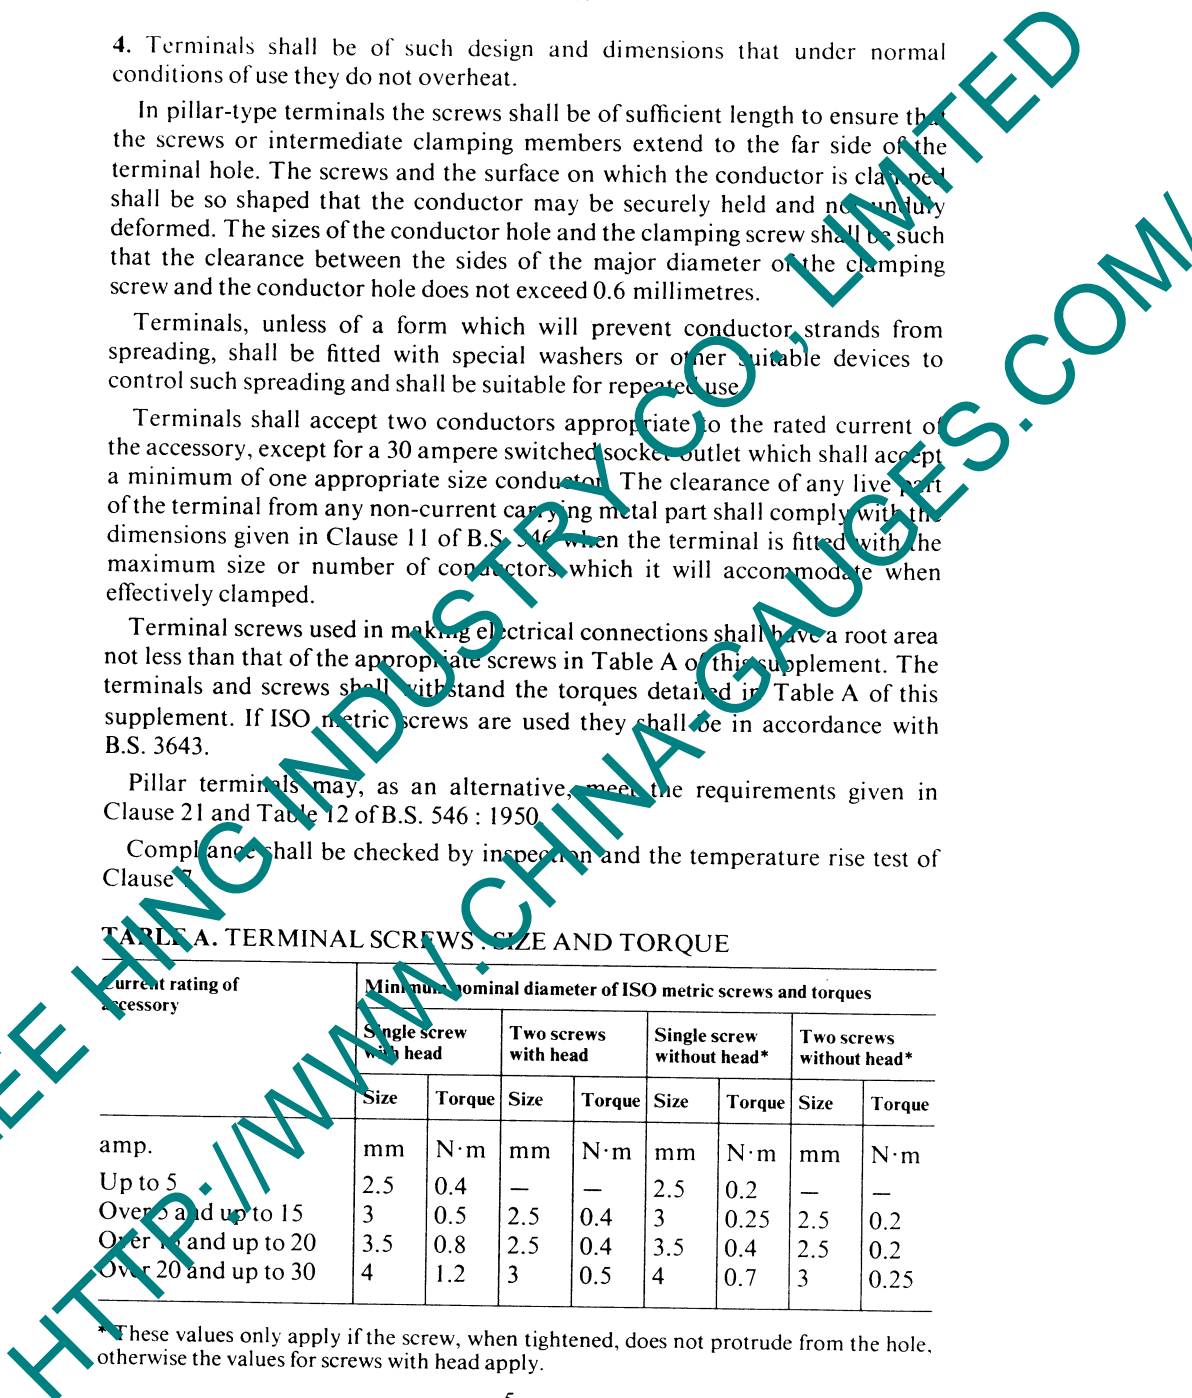 4. Terminals shall be of such design and dimensions that under normal
conditions of use they do not overheat.
In pillar-type terminals the screws shall be of sufficient length to ensure that
the screws or intermediate clamping members extend to the far side of the
terminal hole. The screws and the surface on which the conductor is clamped
shall be so shaped that the conductor may be securely held and not unduly
deformed. The sizes of the conductor hole and the clamping screw shall be such
that the clearance between the sides of the major diameter of the clamping
screw and the conductor hole does not exceed 0.6 millimetres.
Terminals, unless of a form which will prevent conductor strands from
spreading, shall be fitted with special washers or other suitable devices to
control such spreading and shall be suitable for repeated use.
Terminals shall accept two conductors appropriate to the rated current of
the accessory, except for a 30 ampere switched socket-outlet which shall accept
a minimum of one appropriate size conductor. The clearance of any live part
of the terminal from any non-current carrying metal part shall comply with the
dimensions given in Clause 11 of B.S. 546 when the terminal is fitted with the
maximum size or number of conductors which it will accommodate when
effectively clamped.
Terminal screws used in making electrical connections shall have a root area
not less than that of the appropriate screws in Table A of this supplement. The
terminals and screws shall withstand the torques detailed in Table A of this
supplement. If ISO metric screws are used they shall be in accordance with
B.S. 3643.
Pillar terminals may, as an alternative, meet the requirements given in
Clause 21 and Table 12 of B.S. 546 : 1950.
Compliance shall be checked by inspection and the temperature rise test of
Clause 7.
TABLE A. TERMINAL SCREWS : SIZE AND TORQUE
Current rating of
accessory
Minimum nominal diameter of ISO metric screws and torques
Single screw Two screws Single screw Two screws
with head with head without head* without head*
Size Torque Size Torque Size Torque Size Torque
amp. mm N·m mm N·m mm N·m mm N·m
Up to 5 2.5 0.4 — — 2.5 0.2 — —
Over 5 and up to 15 3 0.5 2.5 0.4 3 0.25 2.5 0.2
Over 15 and up to 20 3.5 0.8 2.5 0.4 3.5 0.4 2.5 0.2
Over 20 and up to 30 4 1.2 3 0.5 4 0.7 3 0.25
* These values only apply if the screw, when tightened, does not protrude from the hole,
otherwise the values for screws with head apply.
EE HING INDUSTRY CO., LIMITED
HTTP://WWW.CHINA-GAUGES.COM/